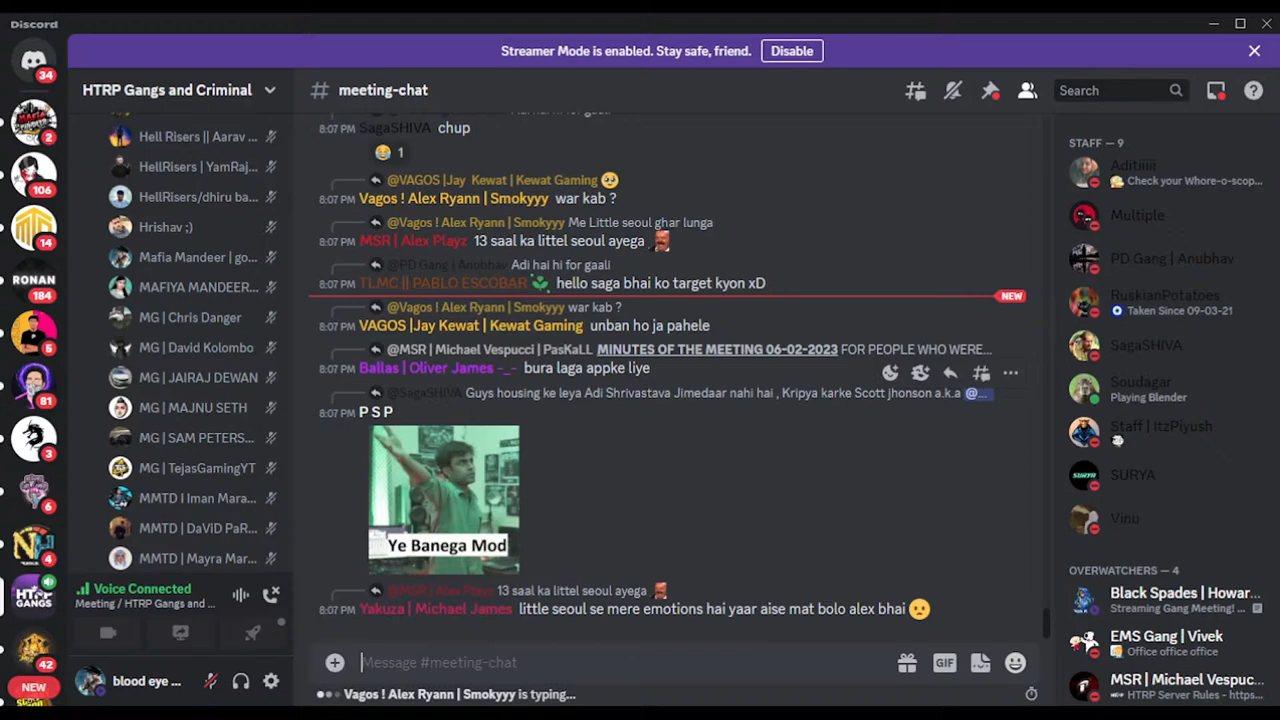 Discord
Streamer Mode is enabled. Stay safe, friend.
Disable
34
2
106
14
RONAN
184
5
81
3
6
4
HTRP
GANGS
42
NEW
HTRP Gangs and Criminal
Hell Risers || Aarav ...
HellRisers | YamRaj...
HellRisers/dhiru ba...
Hrishav ;)
Mafia Mandeer | go...
MAFIYA MANDEER...
MG | Chris Danger
MG | David Kolombo
MG | JAIRAJ DEWAN
MG | MAJNU SETH
MG | SAM PETERS...
MG | TejasGamingYT
MMTD | Iman Mara...
MMTD | DaViD PaR...
MMTD | Mayra Mar...
Voice Connected
Meeting / HTRP Gangs and ...
blood eye ...
# meeting-chat
Search
8:07 PM SagaSHIVA chup
😂 1
@VAGOS |Jay Kewat | Kewat Gaming 🥺
8:07 PM Vagos ! Alex Ryann | Smokyyy war kab ?
@Vagos ! Alex Ryann | Smokyyy Me Little seoul ghar lunga
8:07 PM MSR | Alex Playz 13 saal ka littel seoul ayega
@PD Gang | Anubhav Adi hai hi for gaali
8:07 PM TLMC || PABLO ESCOBAR hello saga bhai ko target kyon xD
NEW
@Vagos ! Alex Ryann | Smokyyy war kab ?
8:07 PM VAGOS |Jay Kewat | Kewat Gaming unban ho ja pahele
@MSR | Michael Vespucci | PasKaLL MINUTES OF THE MEETING 06-02-2023 FOR PEOPLE WHO WERE...
8:07 PM Ballas | Oliver James -_- bura laga appke liye
@SagaSHIVA Guys housing ke leya Adi Shrivastava Jimedaar nahi hai , Kripya karke Scott jhonson a.k.a @...
8:07 PM P S P
Ye Banega Mod
@MSR | Alex Playz 13 saal ka littel seoul ayega
8:07 PM Yakuza | Michael James little seoul se mere emotions hai yaar aise mat bolo alex bhai 😦
Message #meeting-chat
GIF
Vagos ! Alex Ryann | Smokyyy is typing...
STAFF — 9
Aditiiiij
Check your Whore-o-scop...
Multiple
PD Gang | Anubhav
RuskianPotatoes
Taken Since 09-03-21
SagaSHIVA
Soudagar
Playing Blender
Staff | ItzPiyush
SURYA
Vinu
OVERWATCHERS — 4
Black Spades | Howar...
Streaming Gang Meeting! ...
EMS Gang | Vivek
Office office office
MSR | Michael Vespuc...
HTRP Server Rules - https...